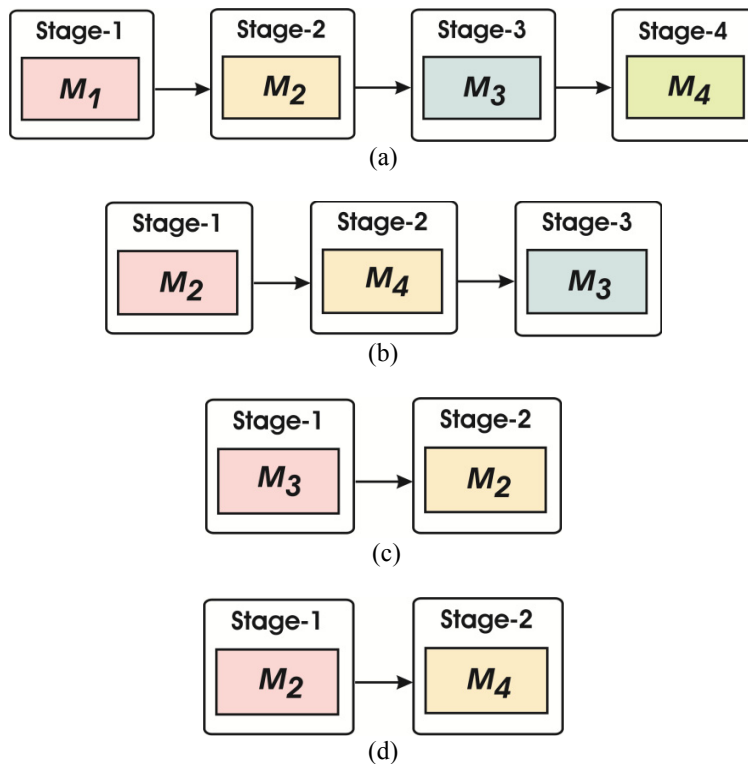 Stage-1 Stage-2 Stage-3 Stage-4
M1 M2 M3 M4
(a)
Stage-1 Stage-2 Stage-3
M2 M4 M3
(b)
Stage-1 Stage-2
M3 M2
(c)
Stage-1 Stage-2
M2 M4
(d)